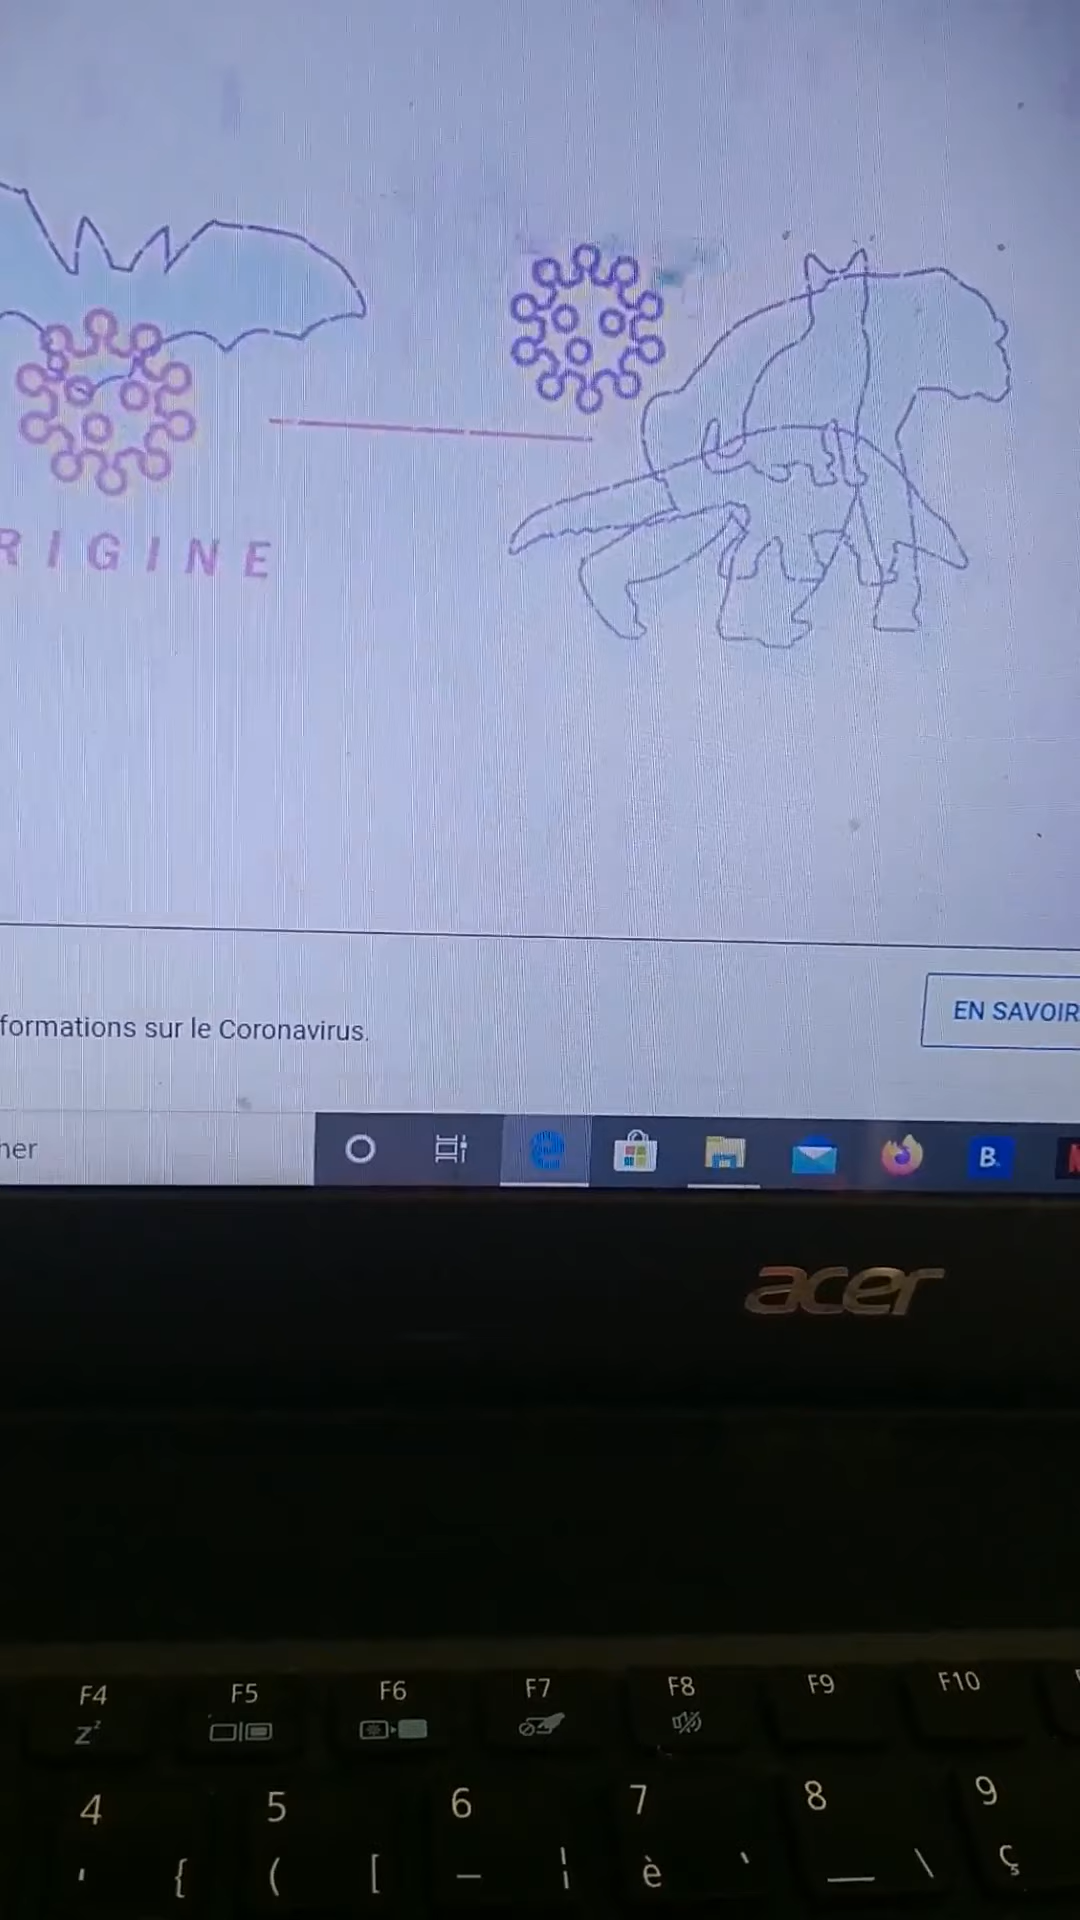 RIGINE
formations sur le Coronavirus.
EN SAVOIR
her
B.
N
acer
F4 F5 F6 F7 F8 F9 F10
z z
4 5 6 7 8 9
' { ( [ - ¦ è ` _ \ ç